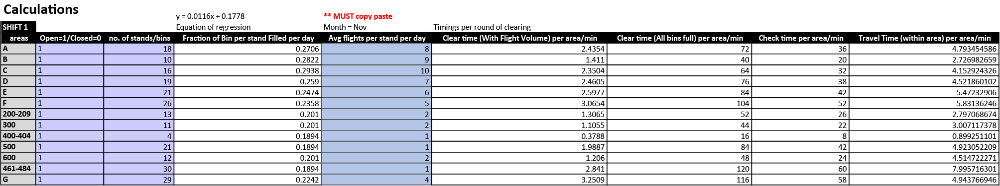 Calculations
y = 0.0116x + 0.1778 ** MUST copy paste
SHIFT 1 Equation of regression Month = Nov Timings per round of clearing
areas Open=1/Closed=0 no. of stands/bins Fraction of Bin per stand Filled per day Avg flights per stand per day Clear time (With Flight Volume) per area/min Clear time (All bins full) per area/min Check time per area/min Travel Time (within area) per area/min
A 1 18 0.2706 8 2.4354 72 36 4.793454586
B 1 10 0.2822 9 1.411 40 20 2.726982659
C 1 16 0.2938 10 2.3504 64 32 4.152924326
D 1 19 0.259 7 2.4605 76 38 4.521860102
E 1 21 0.2474 6 2.5977 84 42 5.47232906
F 1 26 0.2358 5 3.0654 104 52 5.83136246
200-209 1 13 0.201 2 1.3065 52 26 2.797068674
300 1 11 0.201 2 1.1055 44 22 3.007117378
400-404 1 4 0.1894 1 0.3788 16 8 0.899251101
500 1 21 0.1894 1 1.9887 84 42 4.923052209
600 1 12 0.201 2 1.206 48 24 4.514722271
461-484 1 30 0.1894 1 2.841 120 60 7.995716301
G 1 29 0.2242 4 3.2509 116 58 4.943766946